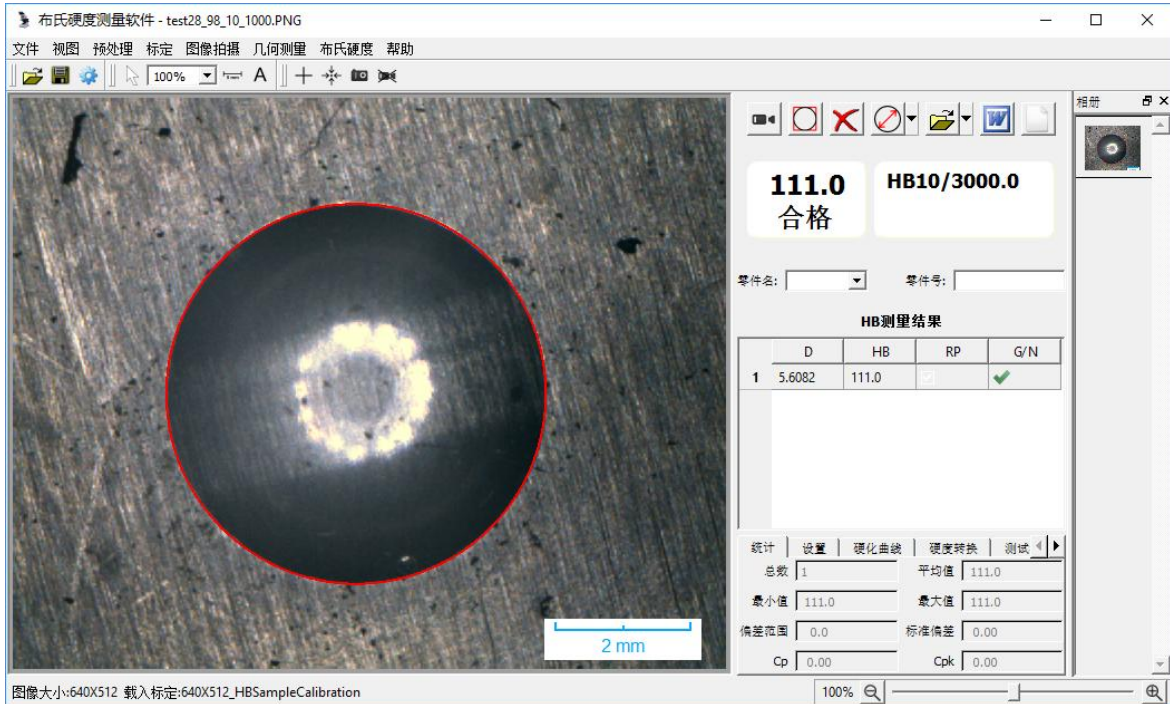 布氏硬度测量软件 - test28_98_10_1000.PNG
文件 视图 预处理 标定 图像拍摄 几何测量 布氏硬度 帮助
100% A
相册
W
111.0
合格
HB10/3000.0
零件名: 零件号:
HB测量结果
D HB RP G/N
1 5.6082 111.0
2 mm
统计 设置 硬化曲线 硬度转换 测试
总数 1 平均值 111.0
最小值 111.0 最大值 111.0
偏差范围 0.0 标准偏差 0.00
Cp 0.00 Cpk 0.00
图像大小:640X512 载入标定:640X512_HBSampleCalibration
100%